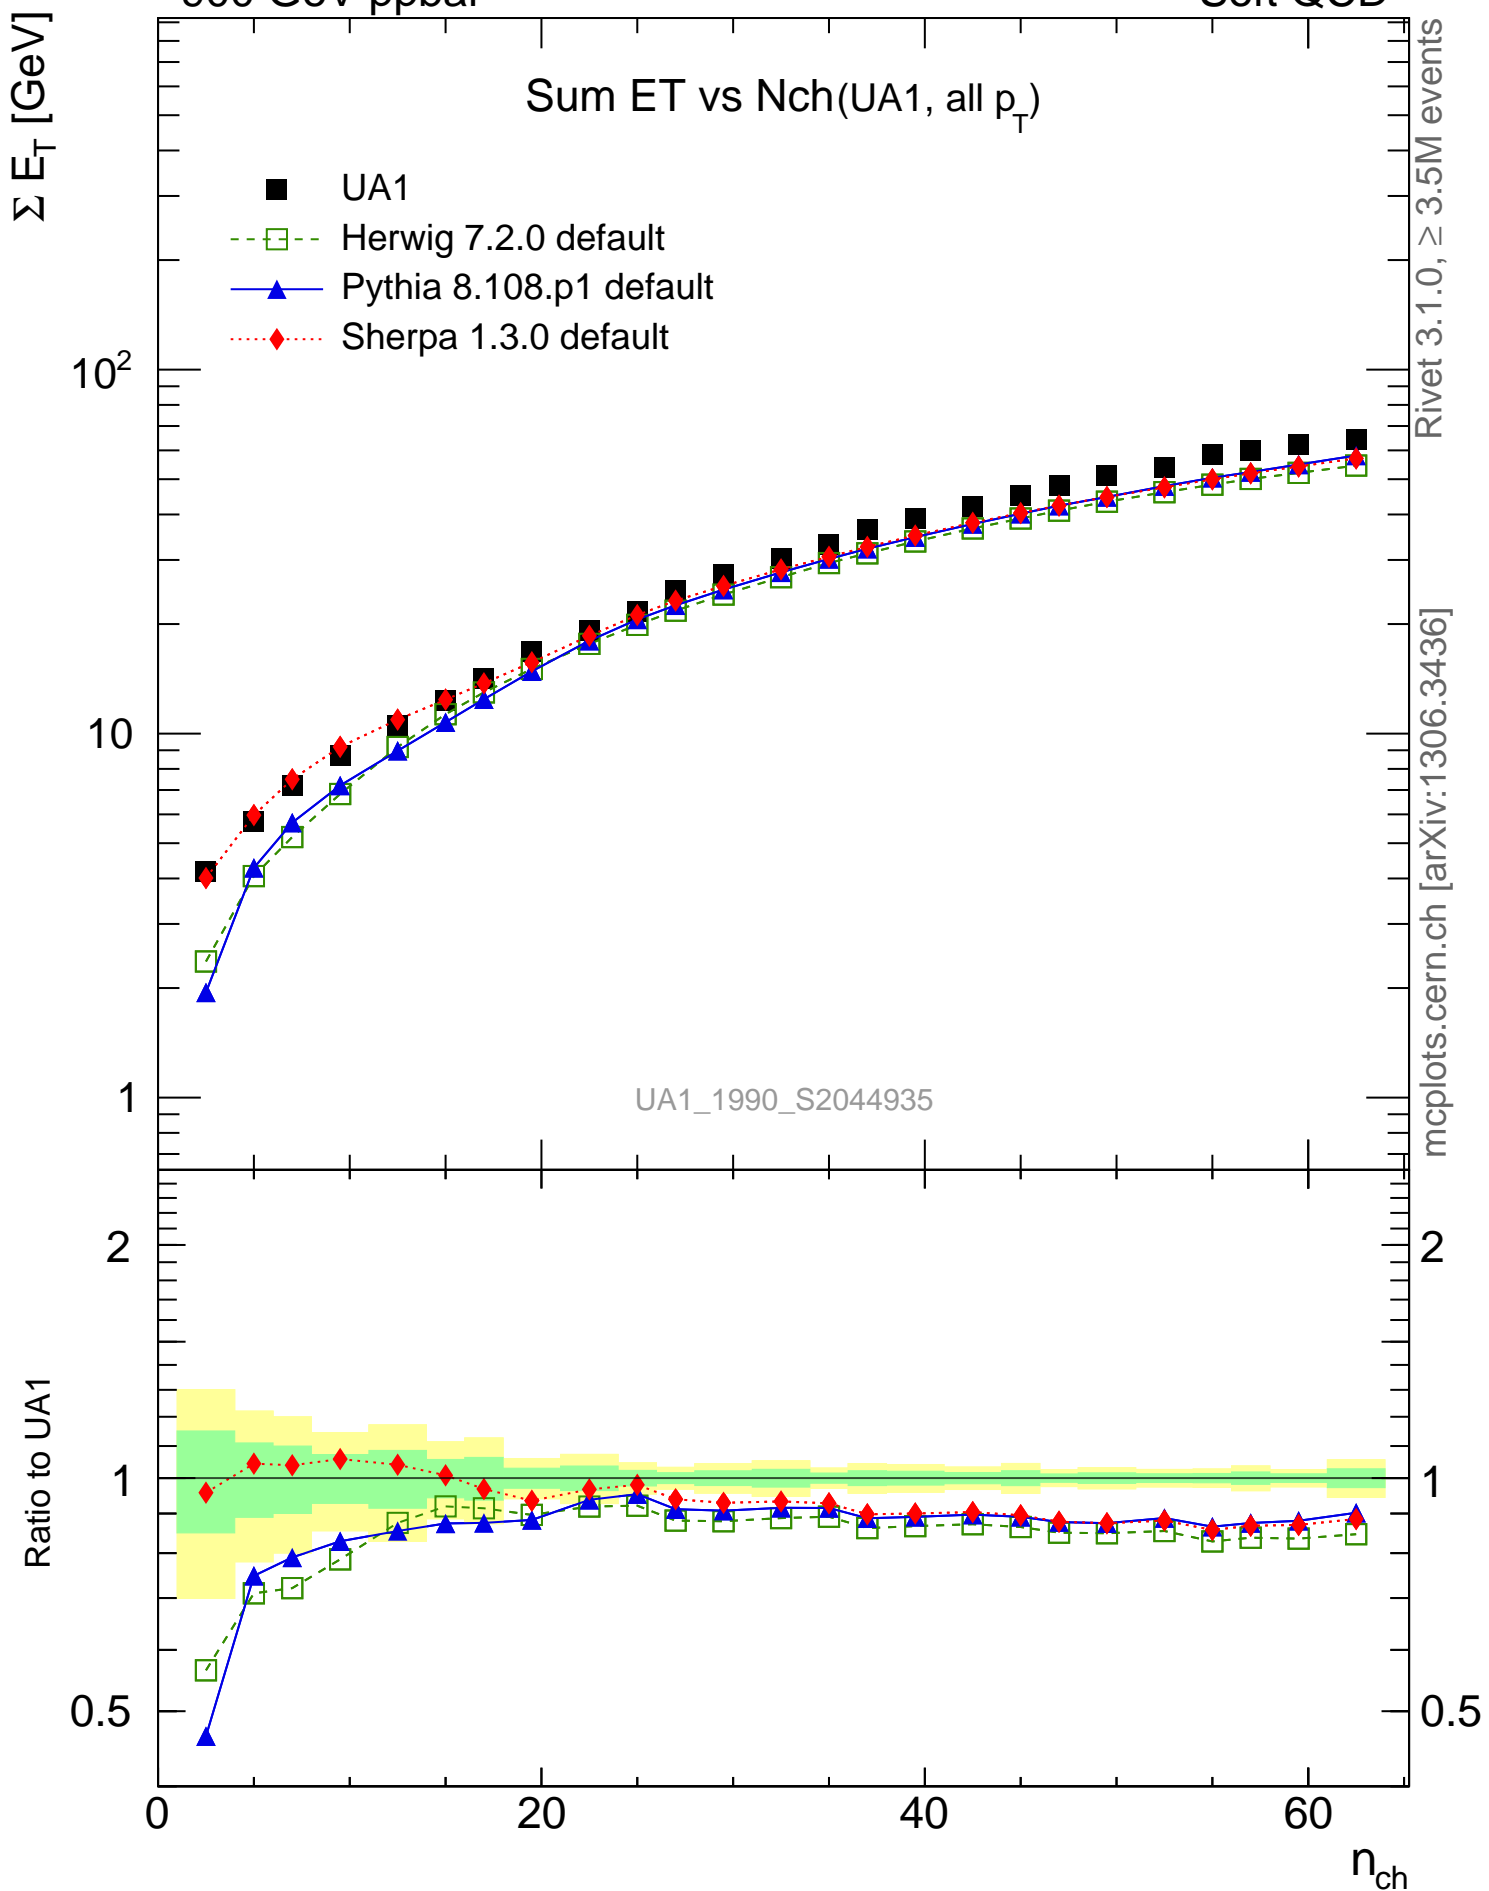 Σ E_T [GeV]
Sum ET vs Nch (UA1, all p_T)
UA1
Herwig 7.2.0 default
Pythia 8.108.p1 default
Sherpa 1.3.0 default
10²
10
1
UA1_1990_S2044935
Rivet 3.1.0, ≥ 3.5M events
mcplots.cern.ch [arXiv:1306.3436]
Ratio to UA1
2
1
0.5
2
1
0.5
0 20 40 60
n_ch